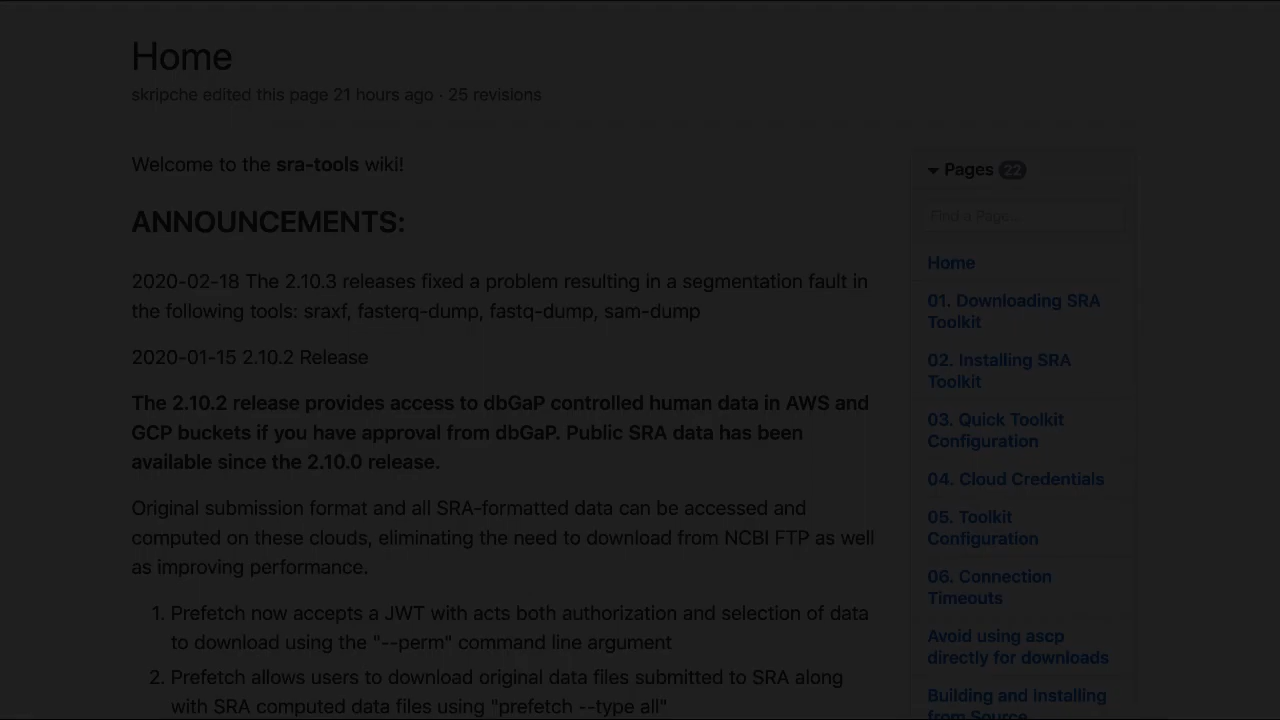 Home
skripche edited this page 21 hours ago · 25 revisions
Welcome to the sra-tools wiki!
ANNOUNCEMENTS:
2020-02-18 The 2.10.3 releases fixed a problem resulting in a segmentation fault in
the following tools: sraxf, fasterq-dump, fastq-dump, sam-dump
2020-01-15 2.10.2 Release
The 2.10.2 release provides access to dbGaP controlled human data in AWS and
GCP buckets if you have approval from dbGaP. Public SRA data has been
available since the 2.10.0 release.
Original submission format and all SRA-formatted data can be accessed and
computed on these clouds, eliminating the need to download from NCBI FTP as well
as improving performance.
1. Prefetch now accepts a JWT with acts both authorization and selection of data
to download using the "--perm" command line argument
2. Prefetch allows users to download original data files submitted to SRA along
with SRA computed data files using "prefetch --type all"
Pages 22
Find a Page...
Home
01. Downloading SRA
Toolkit
02. Installing SRA
Toolkit
03. Quick Toolkit
Configuration
04. Cloud Credentials
05. Toolkit
Configuration
06. Connection
Timeouts
Avoid using ascp
directly for downloads
Building and Installing
from Source